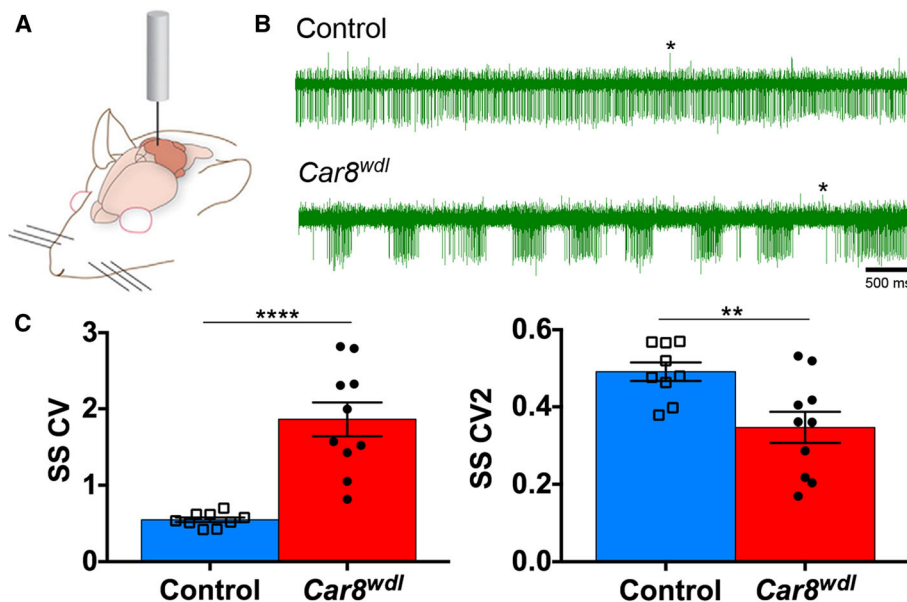 A
B
Control
*
Car8wdl
*
500 ms
C
****
3
2
1
0
SS CV
Control
Car8wdl
**
0.6
0.4
0.2
0.0
SS CV2
Control
Car8wdl